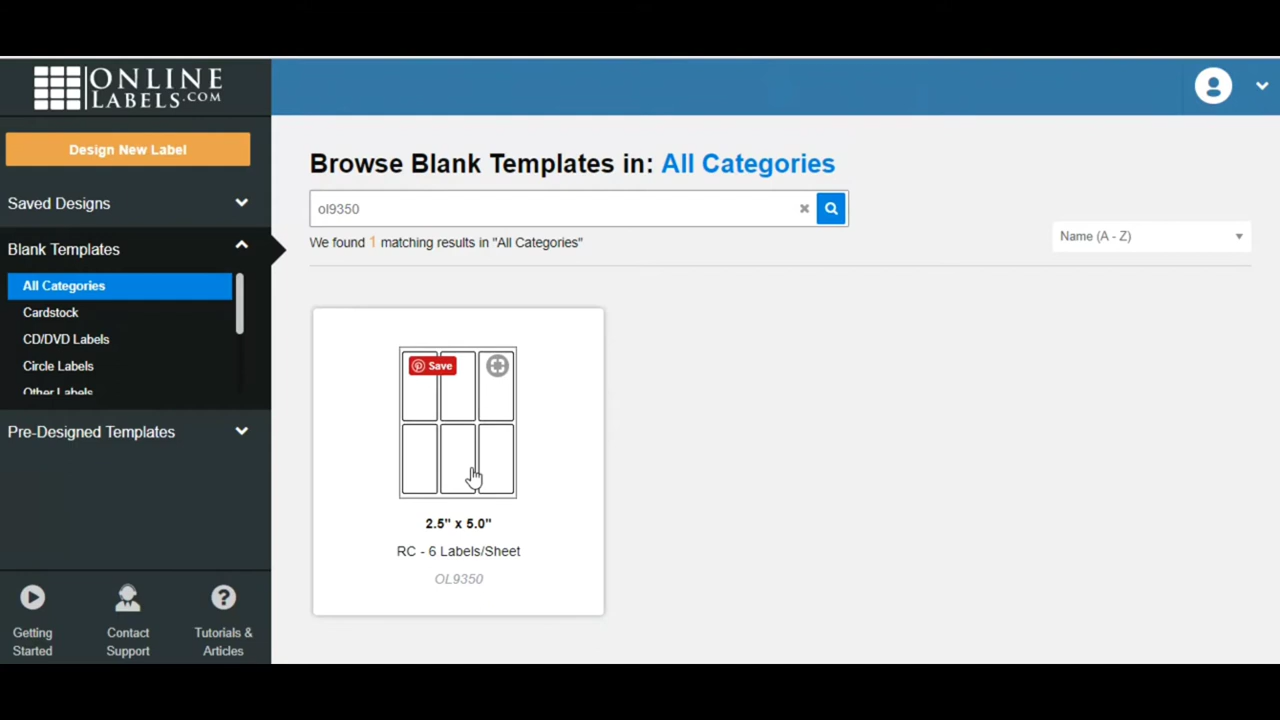 ONLINE
LABELS.COM
Design New Label
Saved Designs
Blank Templates
All Categories
Cardstock
CD/DVD Labels
Circle Labels
Other Labels
Pre-Designed Templates
Getting
Started
Contact
Support
Tutorials &
Articles
Browse Blank Templates in: All Categories
ol9350
We found 1 matching results in "All Categories"
Name (A - Z)
Save
2.5" x 5.0"
RC - 6 Labels/Sheet
OL9350